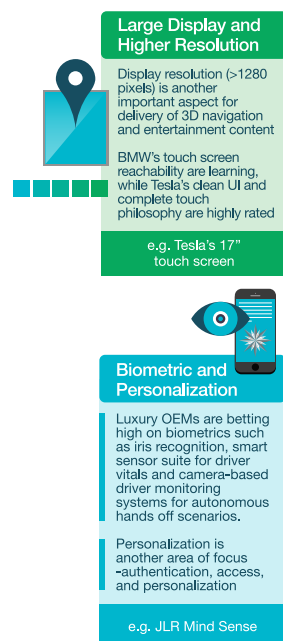 Large Display and
Higher Resolution
Display resolution (>1280
pixels) is another
important aspect for
delivery of 3D navigation
and entertainment content
BMW's touch screen
reachability are learning,
while Tesla's clean UI and
complete touch
philosophy are highly rated
e.g. Tesla's 17"
touch screen
Biometric and
Personalization
Luxury OEMs are betting
high on biometrics such
as iris recognition, smart
sensor suite for driver
vitals and camera-based
driver monitoring
systems for autonomous
hands off scenarios.
Personalization is
another area of focus
-authentication, access,
and personalization
e.g. JLR Mind Sense